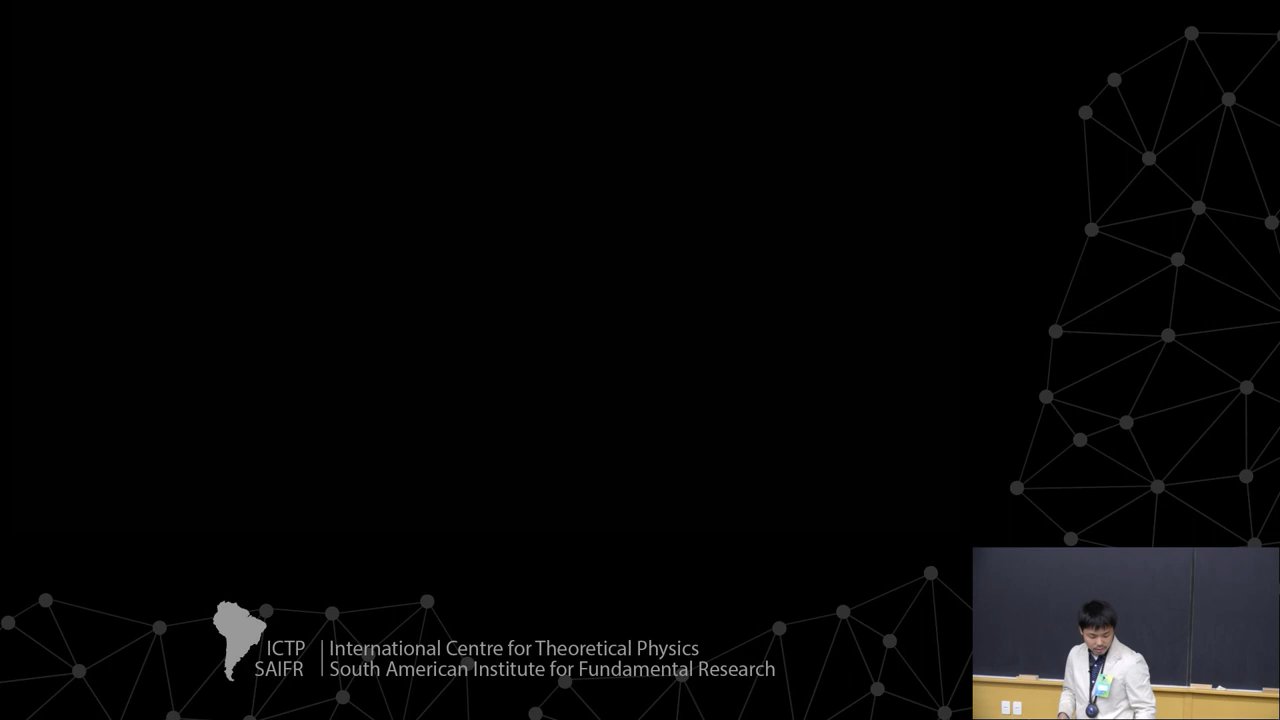 ICTP
SAIFR
International Centre for Theoretical Physics
South American Institute for Fundamental Research